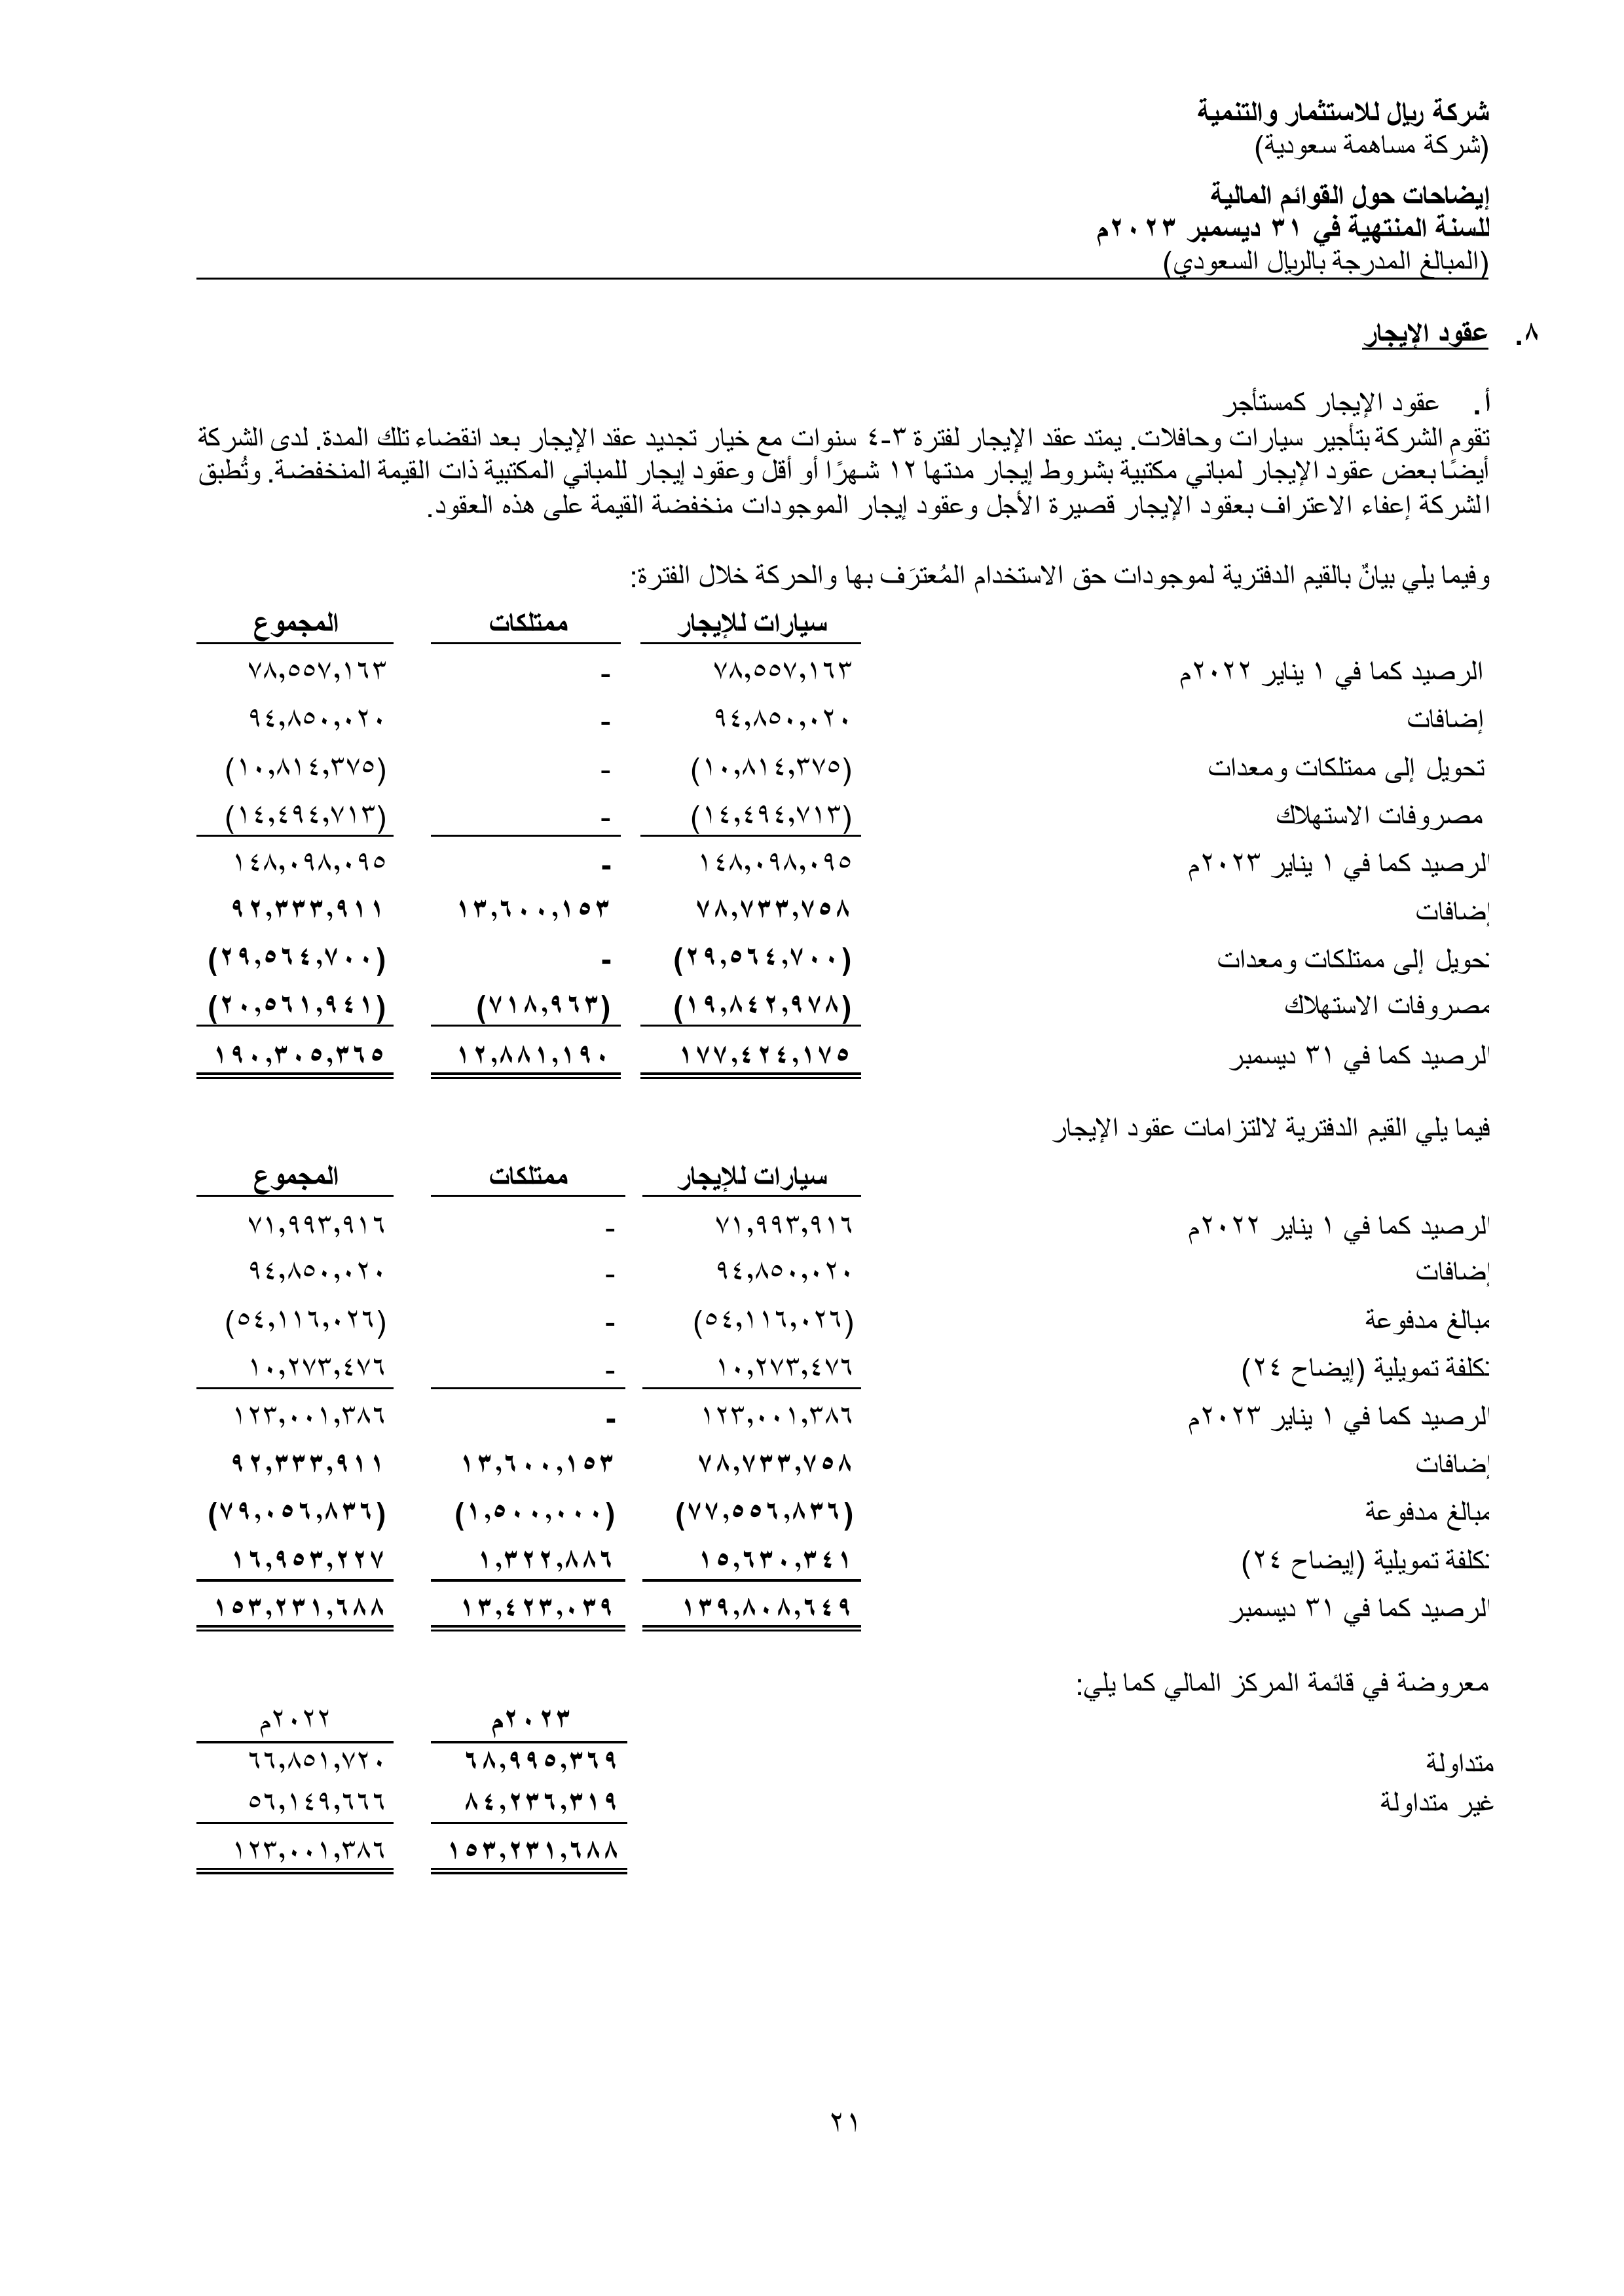 شركة ريال للاستثمار والتنمية
(شركة مساهمة سعودية)
إيضاحات حول القوائم المالية
للسنة المنتهية في ٣١ ديسمبر ٢٠٢٣م
(المبالغ المدرجة بالريال السعودي)
٨. عقود الإيجار
أ. عقود الإيجار كمستأجر
تقوم الشركة بتأجير سيارات وحافلات. يمتد عقد الإيجار لفترة ٣-٤ سنوات مع خيار تجديد عقد الإيجار بعد انقضاء تلك المدة. لدى الشركة
أيضًا بعض عقود الإيجار لمباني مكتبية بشروط إيجار مدتها ١٢ شهرًا أو أقل وعقود إيجار للمباني المكتبية ذات القيمة المنخفضة. وتُطبق
الشركة إعفاء الاعتراف بعقود الإيجار قصيرة الأجل وعقود إيجار الموجودات منخفضة القيمة على هذه العقود.
وفيما يلي بيانٌ بالقيم الدفترية لموجودات حق الاستخدام المُعترَف بها والحركة خلال الفترة:
سيارات للإيجار ممتلكات المجموع
الرصيد كما في ١ يناير ٢٠٢٢م ٧٨,٥٥٧,١٦٣ - ٧٨,٥٥٧,١٦٣
إضافات ٩٤,٨٥٠,٠٢٠ - ٩٤,٨٥٠,٠٢٠
تحويل إلى ممتلكات ومعدات (١٠,٨١٤,٣٧٥) - (١٠,٨١٤,٣٧٥)
مصروفات الاستهلاك (١٤,٤٩٤,٧١٣) - (١٤,٤٩٤,٧١٣)
الرصيد كما في ١ يناير ٢٠٢٣م ١٤٨,٠٩٨,٠٩٥ - ١٤٨,٠٩٨,٠٩٥
إضافات ٧٨,٧٣٣,٧٥٨ ١٣,٦٠٠,١٥٣ ٩٢,٣٣٣,٩١١
تحويل إلى ممتلكات ومعدات (٢٩,٥٦٤,٧٠٠) - (٢٩,٥٦٤,٧٠٠)
مصروفات الاستهلاك (١٩,٨٤٢,٩٧٨) (٧١٨,٩٦٣) (٢٠,٥٦١,٩٤١)
الرصيد كما في ٣١ ديسمبر ١٧٧,٤٢٤,١٧٥ ١٢,٨٨١,١٩٠ ١٩٠,٣٠٥,٣٦٥
فيما يلي القيم الدفترية لالتزامات عقود الإيجار
سيارات للإيجار ممتلكات المجموع
الرصيد كما في ١ يناير ٢٠٢٢م ٧١,٩٩٣,٩١٦ - ٧١,٩٩٣,٩١٦
إضافات ٩٤,٨٥٠,٠٢٠ - ٩٤,٨٥٠,٠٢٠
مبالغ مدفوعة (٥٤,١١٦,٠٢٦) - (٥٤,١١٦,٠٢٦)
تكلفة تمويلية (إيضاح ٢٤) ١٠,٢٧٣,٤٧٦ - ١٠,٢٧٣,٤٧٦
الرصيد كما في ١ يناير ٢٠٢٣م ١٢٣,٠٠١,٣٨٦ - ١٢٣,٠٠١,٣٨٦
إضافات ٧٨,٧٣٣,٧٥٨ ١٣,٦٠٠,١٥٣ ٩٢,٣٣٣,٩١١
مبالغ مدفوعة (٧٧,٥٥٦,٨٣٦) (١,٥٠٠,٠٠٠) (٧٩,٠٥٦,٨٣٦)
تكلفة تمويلية (إيضاح ٢٤) ١٥,٦٣٠,٣٤١ ١,٣٢٢,٨٨٦ ١٦,٩٥٣,٢٢٧
الرصيد كما في ٣١ ديسمبر ١٣٩,٨٠٨,٦٤٩ ١٣,٤٢٣,٠٣٩ ١٥٣,٢٣١,٦٨٨
معروضة في قائمة المركز المالي كما يلي:
٢٠٢٣م ٢٠٢٢م
متداولة ٦٨,٩٩٥,٣٦٩ ٦٦,٨٥١,٧٢٠
غير متداولة ٨٤,٢٣٦,٣١٩ ٥٦,١٤٩,٦٦٦
١٥٣,٢٣١,٦٨٨ ١٢٣,٠٠١,٣٨٦
٢١